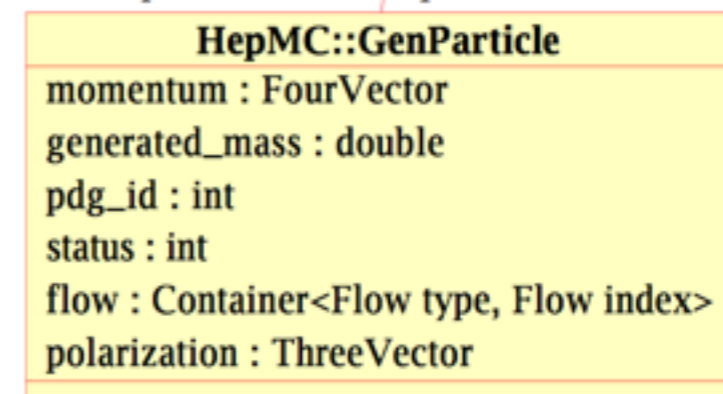 HepMC::GenParticle
momentum : FourVector
generated_mass : double
pdg_id : int
status : int
flow : Container<Flow type, Flow index>
polarization : ThreeVector